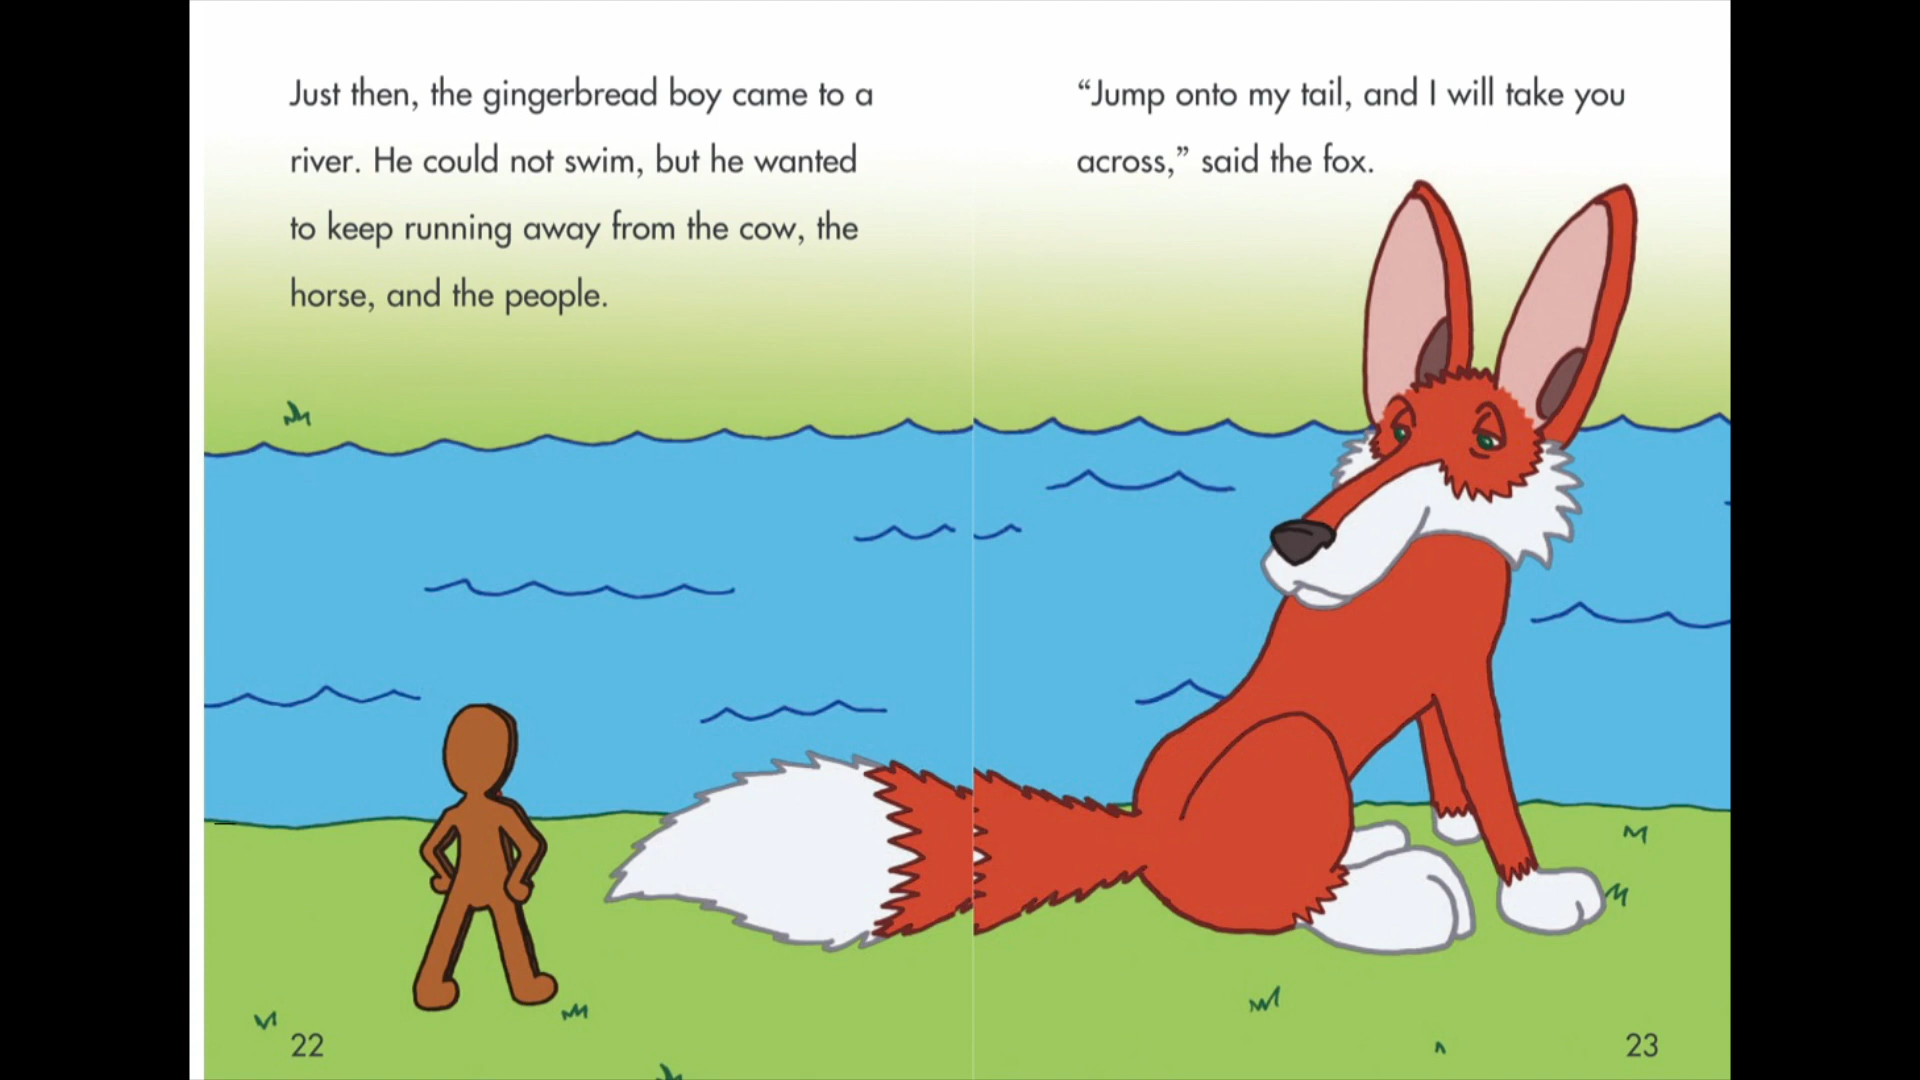 Just then, the gingerbread boy came to a
river. He could not swim, but he wanted
to keep running away from the cow, the
horse, and the people.
22
“Jump onto my tail, and I will take you
across,” said the fox.
23